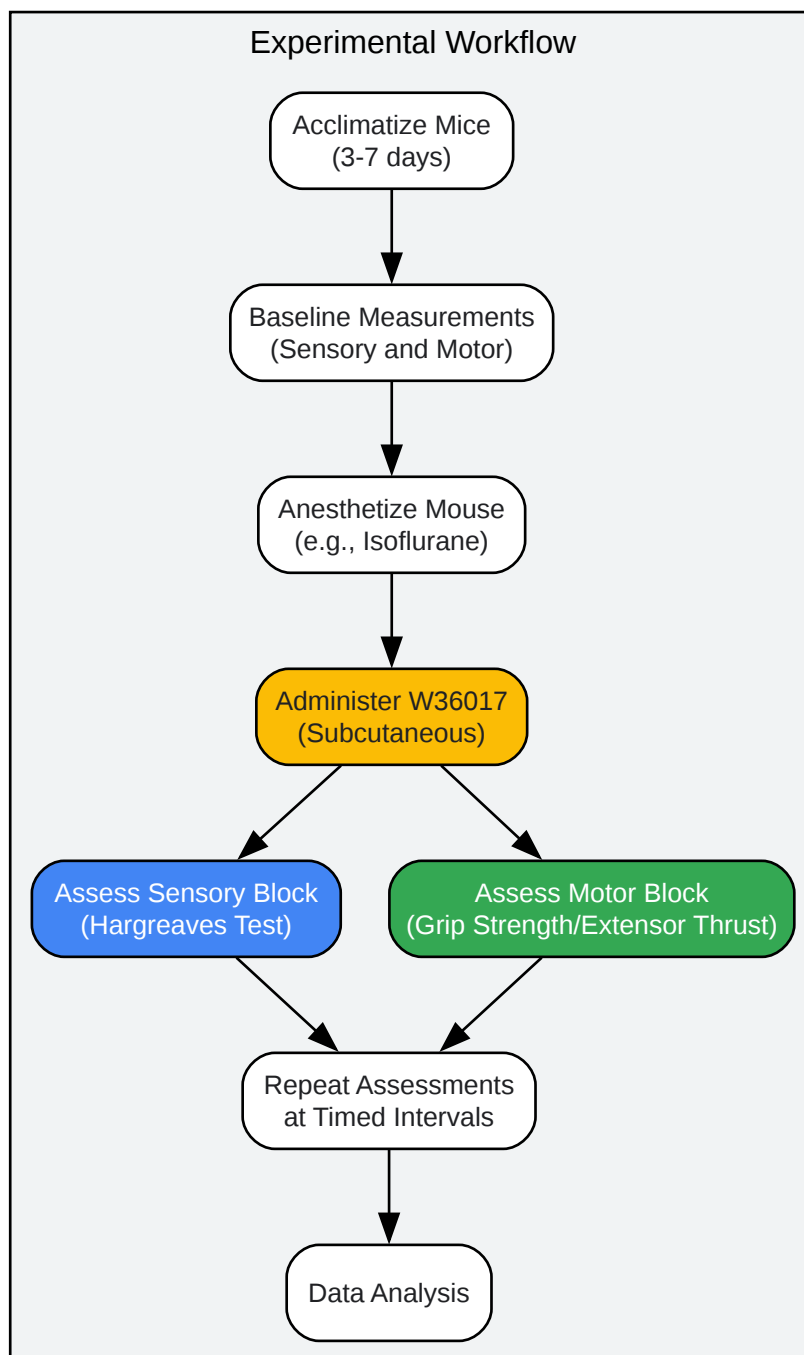 Experimental Workflow
Acclimatize Mice
(3-7 days)
Baseline Measurements
(Sensory and Motor)
Anesthetize Mouse
(e.g., Isoflurane)
Administer W36017
(Subcutaneous)
Assess Sensory Block
(Hargreaves Test)
Assess Motor Block
(Grip Strength/Extensor Thrust)
Repeat Assessments
at Timed Intervals
Data Analysis